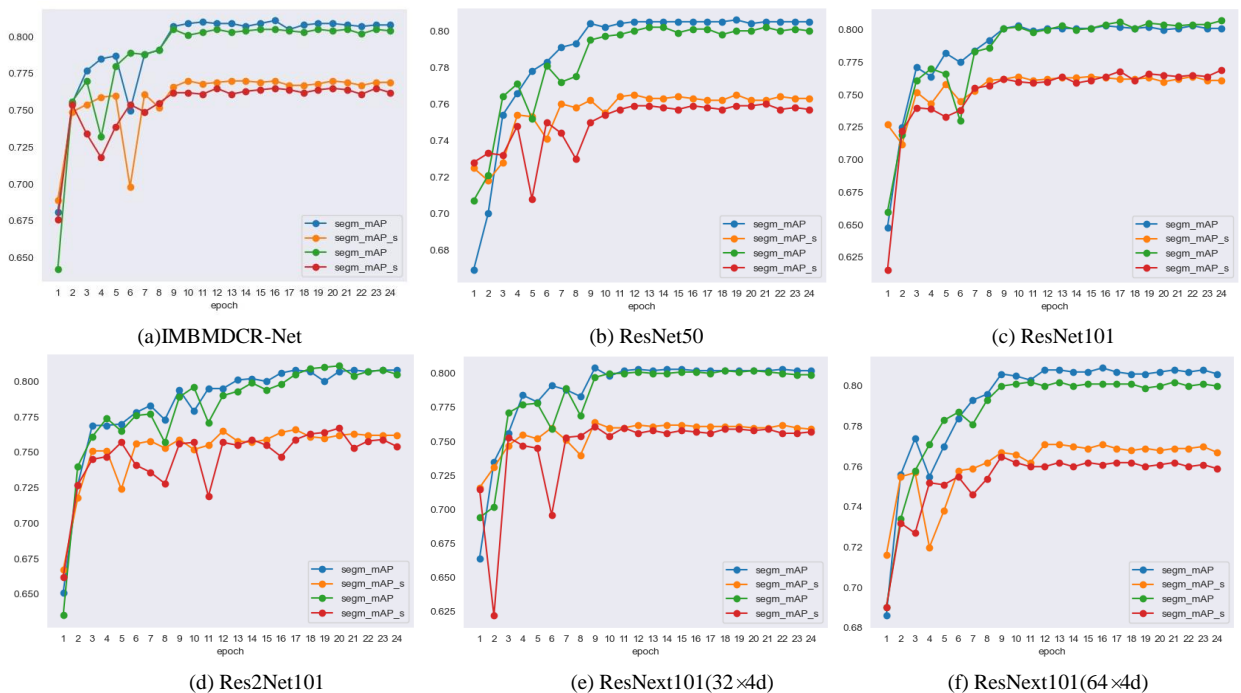 0.800
0.775
0.750
0.725
0.700
0.675
0.650
segm_mAP
segm_mAP_s
segm_mAP
segm_mAP_s
1 2 3 4 5 6 7 8 9 10 11 12 13 14 15 16 17 18 19 20 21 22 23 24
epoch
(a)IMBMDCR-Net
0.80
0.78
0.76
0.74
0.72
0.70
0.68
segm_mAP
segm_mAP_s
segm_mAP
segm_mAP_s
1 2 3 4 5 6 7 8 9 10 11 12 13 14 15 16 17 18 19 20 21 22 23 24
epoch
(b) ResNet50
0.800
0.775
0.750
0.725
0.700
0.675
0.650
0.625
segm_mAP
segm_mAP_s
segm_mAP
segm_mAP_s
1 2 3 4 5 6 7 8 9 10 11 12 13 14 15 16 17 18 19 20 21 22 23 24
epoch
(c) ResNet101
0.800
0.775
0.750
0.725
0.700
0.675
0.650
segm_mAP
segm_mAP_s
segm_mAP
segm_mAP_s
1 2 3 4 5 6 7 8 9 10 11 12 13 14 15 16 17 18 19 20 21 22 23 24
epoch
(d) Res2Net101
0.800
0.775
0.750
0.725
0.700
0.675
0.650
0.625
segm_mAP
segm_mAP_s
segm_mAP
segm_mAP_s
1 2 3 4 5 6 7 8 9 10 11 12 13 14 15 16 17 18 19 20 21 22 23 24
epoch
(e) ResNext101(32×4d)
0.80
0.78
0.76
0.74
0.72
0.70
0.68
segm_mAP
segm_mAP_s
segm_mAP
segm_mAP_s
1 2 3 4 5 6 7 8 9 10 11 12 13 14 15 16 17 18 19 20 21 22 23 24
epoch
(f) ResNext101(64×4d)